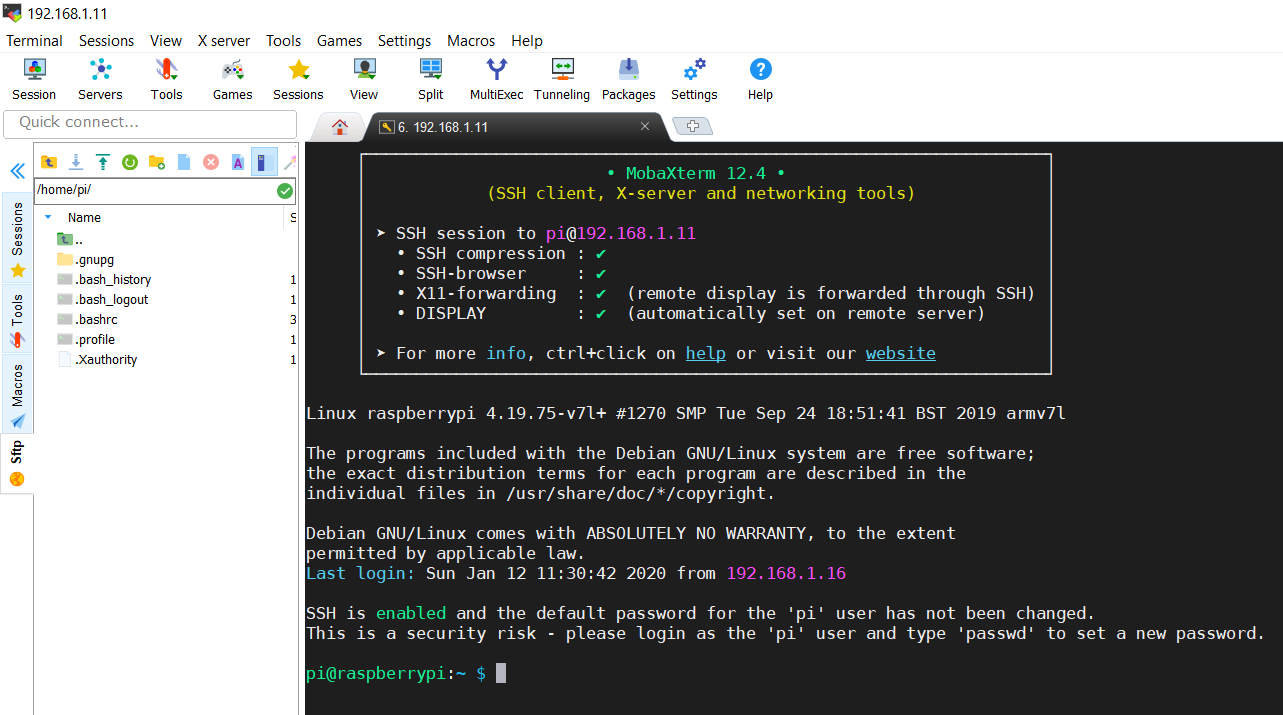 192.168.1.11
Terminal Sessions View X server Tools Games Settings Macros Help
Session Servers Tools Games Sessions View Split MultiExec Tunneling Packages Settings Help
Quick connect...
6. 192.168.1.11
/home/pi/
Name S
..
.gnupg
.bash_history 1
.bash_logout 1
.bashrc 3
.profile 1
.Xauthority 1
Sessions
Tools
Macros
Sftp
• MobaXterm 12.4 •
(SSH client, X-server and networking tools)
➤ SSH session to pi@192.168.1.11
• SSH compression : ✔
• SSH-browser : ✔
• X11-forwarding : ✔ (remote display is forwarded through SSH)
• DISPLAY : ✔ (automatically set on remote server)
➤ For more info, ctrl+click on help or visit our website
Linux raspberrypi 4.19.75-v7l+ #1270 SMP Tue Sep 24 18:51:41 BST 2019 armv7l
The programs included with the Debian GNU/Linux system are free software;
the exact distribution terms for each program are described in the
individual files in /usr/share/doc/*/copyright.
Debian GNU/Linux comes with ABSOLUTELY NO WARRANTY, to the extent
permitted by applicable law.
Last login: Sun Jan 12 11:30:42 2020 from 192.168.1.16
SSH is enabled and the default password for the 'pi' user has not been changed.
This is a security risk - please login as the 'pi' user and type 'passwd' to set a new password.
pi@raspberrypi:~ $